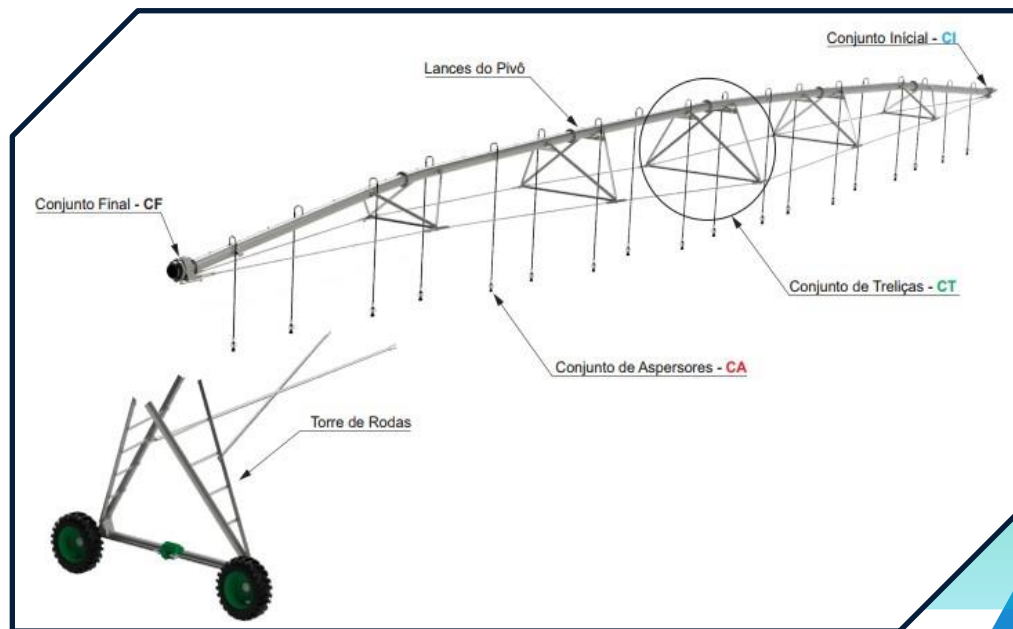 Conjunto Inicial - CI
Lances do Pivô
Conjunto Final - CF
Conjunto de Treliças - CT
Conjunto de Aspersores - CA
Torre de Rodas